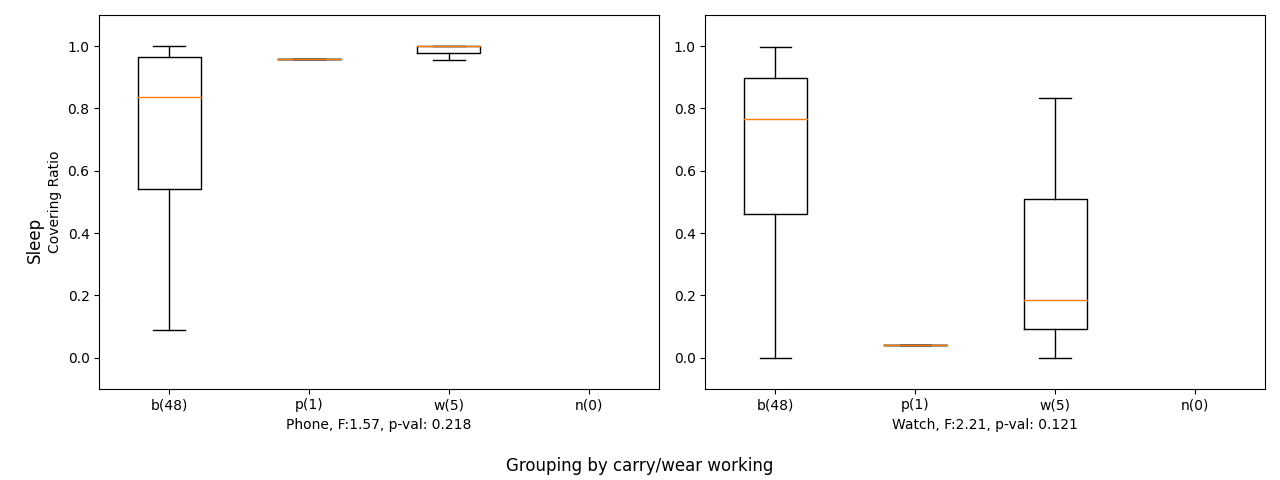 Sleep
Covering Ratio
1.0
0.8
0.6
0.4
0.2
0.0
b(48) p(1) w(5) n(0)
Phone, F:1.57, p-val: 0.218
1.0
0.8
0.6
0.4
0.2
0.0
b(48) p(1) w(5) n(0)
Watch, F:2.21, p-val: 0.121
Grouping by carry/wear working